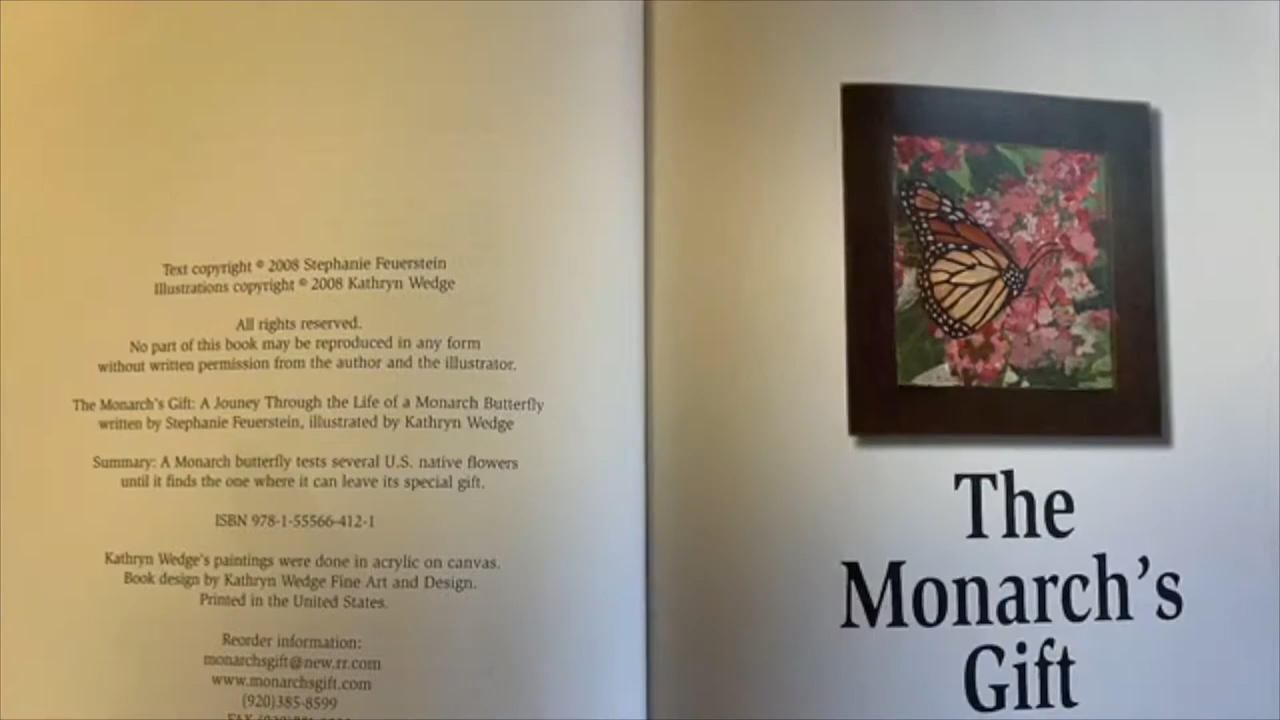 Text copyright © 2008 Stephanie Feuerstein
Illustrations copyright © 2008 Kathryn Wedge
All rights reserved.
No part of this book may be reproduced in any form
without written permission from the author and the illustrator.
The Monarch's Gift: A Jouney Through the Life of a Monarch Butterfly
written by Stephanie Feuerstein, illustrated by Kathryn Wedge
Summary: A Monarch butterfly tests several U.S. native flowers
until it finds the one where it can leave its special gift.
ISBN 978-1-55566-412-1
Kathryn Wedge's paintings were done in acrylic on canvas.
Book design by Kathryn Wedge Fine Art and Design.
Printed in the United States.
Reorder information:
monarchsgift@new.rr.com
www.monarchsgift.com
(920)385-8599
FAX
The
Monarch's
Gift